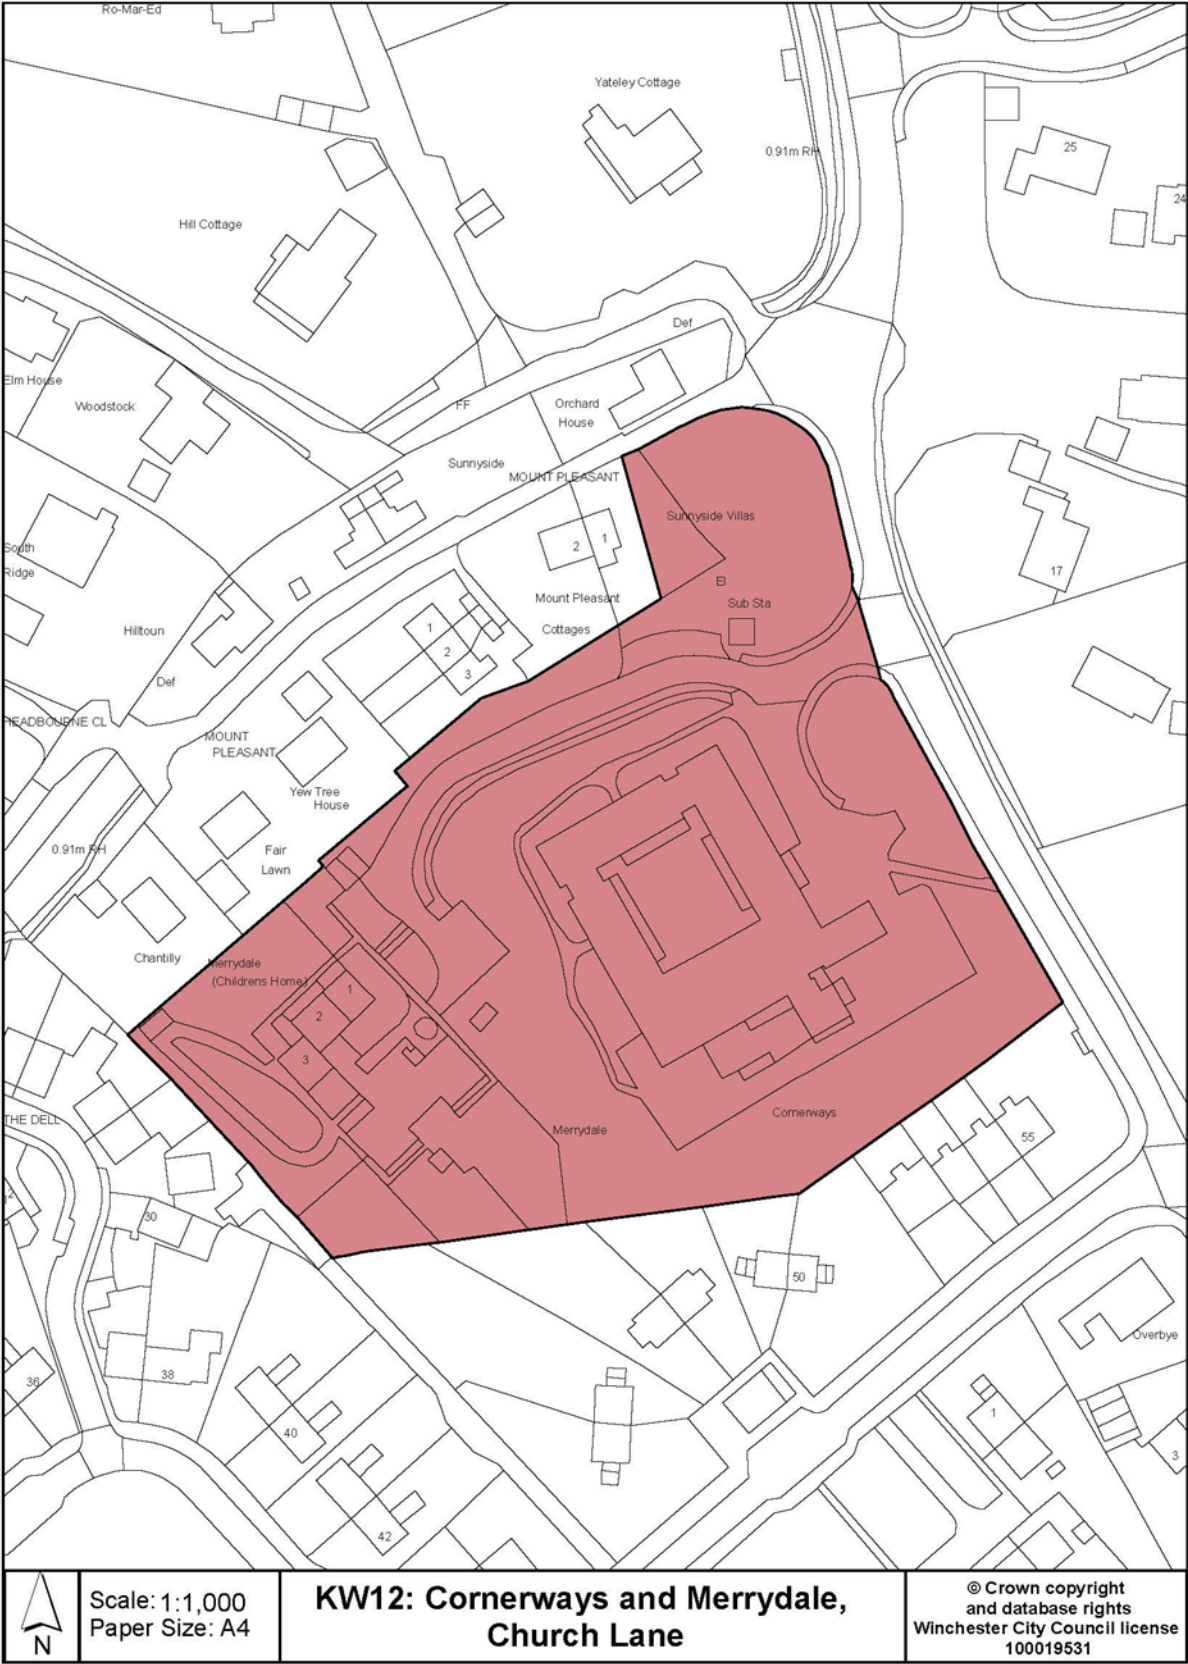 Ro-Mar-Ed
Yateley Cottage
0.91m RH
25
24
Hill Cottage
Def
Elm House
Woodstock
FF
Orchard
House
Sunnyside
MOUNT PLEASANT
Sunnyside Villas
South
Ridge
2
1
El
Sub Sta
17
Mount Pleasant
Cottages
Hilltoun
1
2
3
Def
HEADBOURNE CL
MOUNT
PLEASANT
Yew Tree
House
0.91m RH
Fair
Lawn
Chantilly
Merrydale
(Childrens Home)
1
2
3
THE DELL
Merrydale
Cornerways
55
2
30
50
Overbye
38
36
40
1
3
42
N
Scale: 1:1,000
Paper Size: A4
KW12: Cornerways and Merrydale,
Church Lane
© Crown copyright
and database rights
Winchester City Council license
100019531